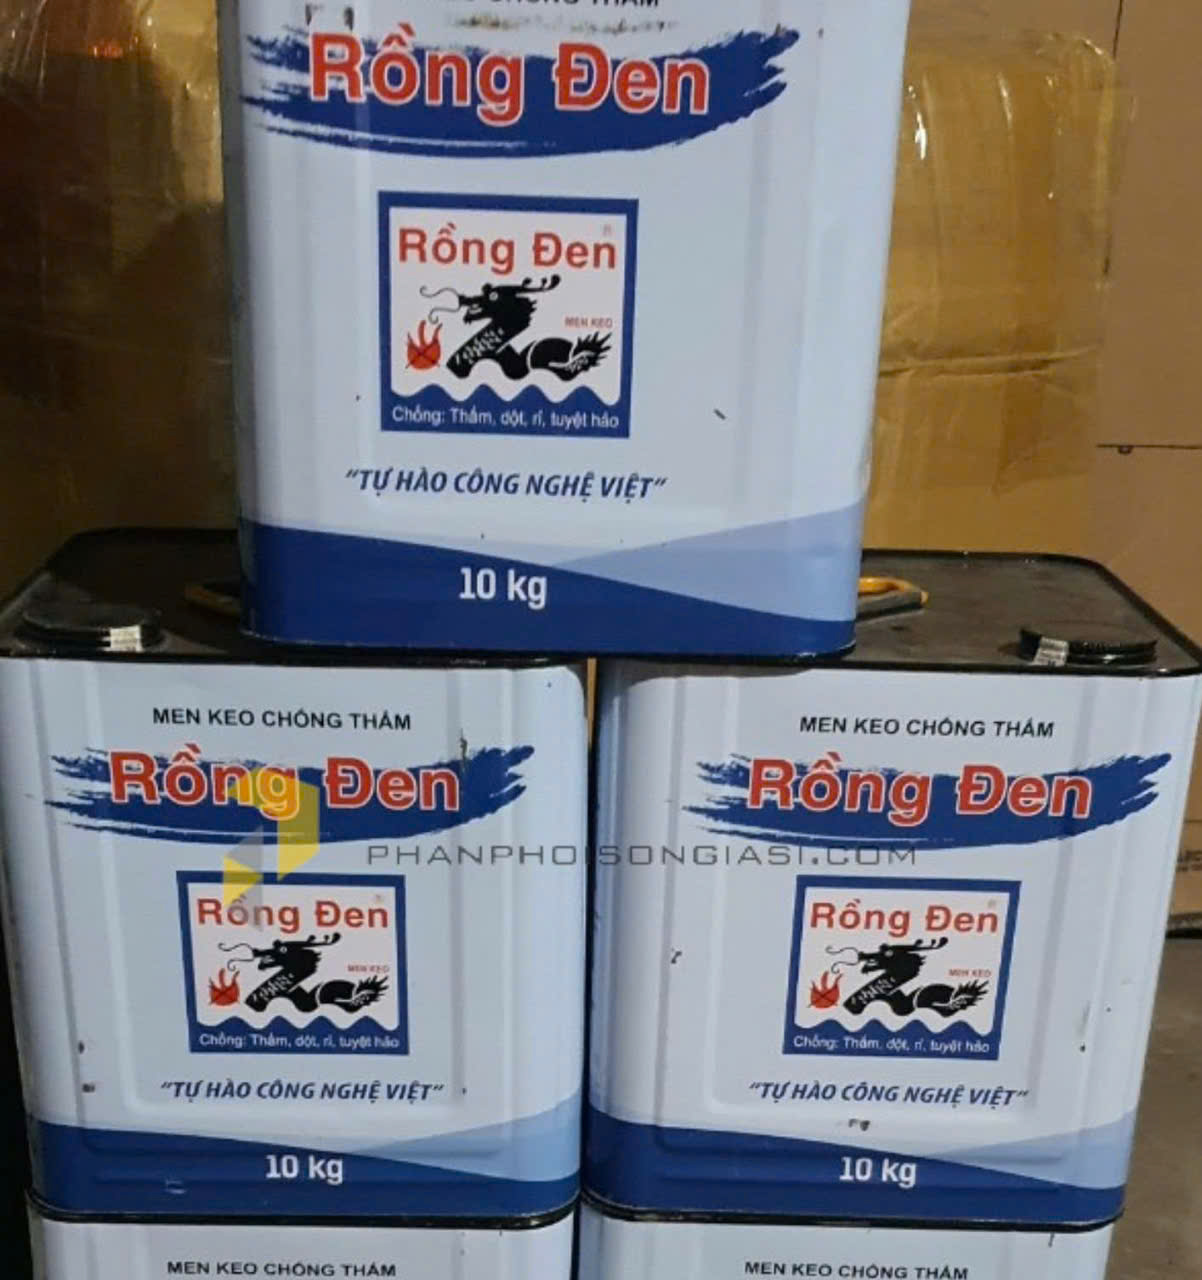 CHỐNG THẤM
Rồng Đen
Rồng Đen
®
MEN KEO
Chống: Thấm, dột, rỉ, tuyệt hảo
“TỰ HÀO CÔNG NGHỆ VIỆT”
10 kg
MEN KEO CHỐNG THẤM
Rồng Đen
Rồng Đen
MEN KEO
Chống: Thấm, dột, rỉ, tuyệt hảo
“TỰ HÀO CÔNG NGHỆ VIỆT”
10 kg
MEN KEO CHỐNG THẤM
Rồng Đen
Rồng Đen
MEN KEO
Chống: Thấm, dột, rỉ, tuyệt hảo
“TỰ HÀO CÔNG NGHỆ VIỆT”
10 kg
PHANPHOISONGIASI.COM
MEN KEO CHỐNG THẤM
MEN KEO CHỐNG THẤM